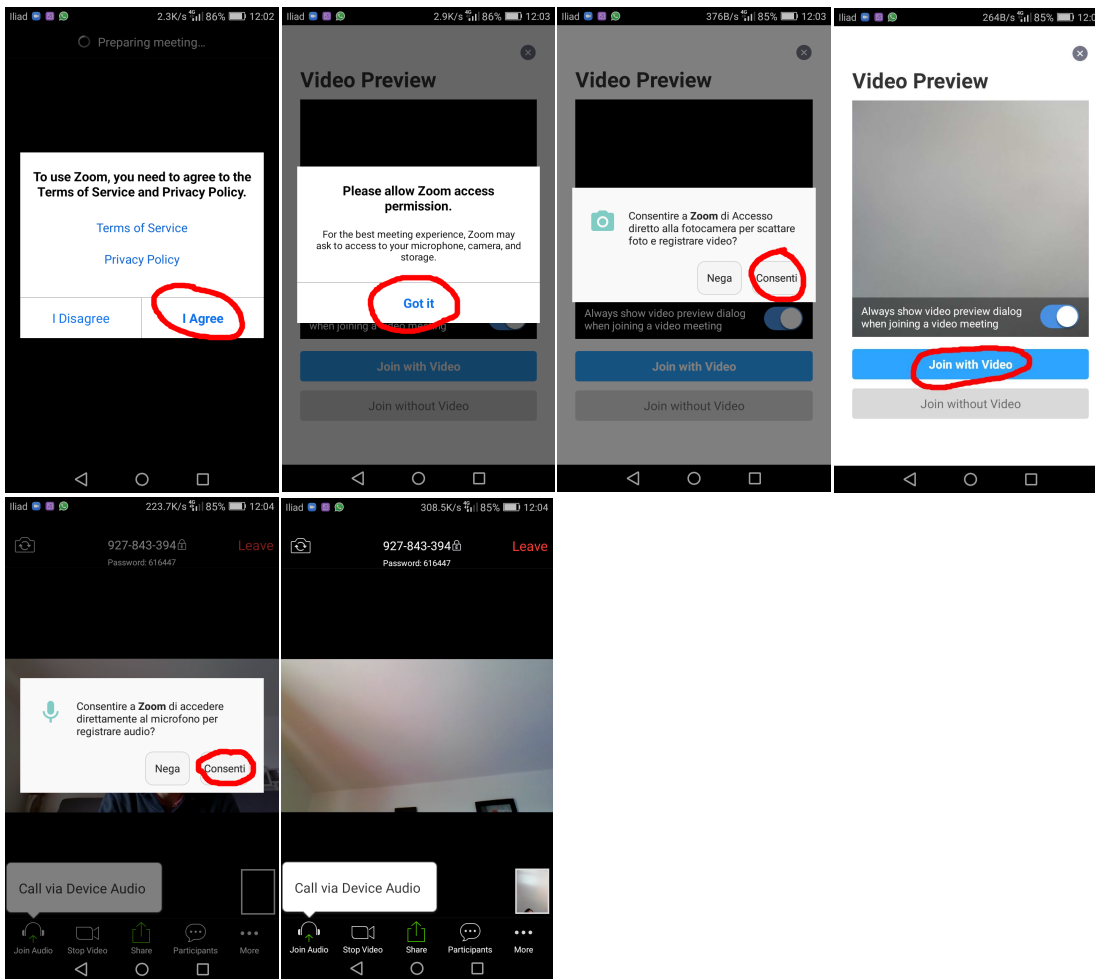 Iliad 2.3K/s 4G 86% 12:02
Preparing meeting...
To use Zoom, you need to agree to the
Terms of Service and Privacy Policy.
Terms of Service
Privacy Policy
I Disagree
I Agree
Iliad 2.9K/s 4G 86% 12:03
Video Preview
Please allow Zoom access
permission.
For the best meeting experience, Zoom may
ask to access to your microphone, camera, and
storage.
Got it
when joining a video meeting
Join with Video
Join without Video
Iliad 376B/s 4G 85% 12:03
Video Preview
Consentire a Zoom di Accesso
diretto alla fotocamera per scattare
foto e registrare video?
Nega
Consenti
Always show video preview dialog
when joining a video meeting
Join with Video
Join without Video
Iliad 264B/s 4G 85% 12:0
Video Preview
Always show video preview dialog
when joining a video meeting
Join with Video
Join without Video
Iliad 223.7K/s 4G 85% 12:04
927-843-394
Leave
Password: 616447
Consentire a Zoom di accedere
direttamente al microfono per
registrare audio?
Nega
Consenti
Call via Device Audio
Join Audio
Stop Video
Share
Participants
More
Iliad 308.5K/s 4G 85% 12:04
927-843-394
Leave
Password: 616447
Call via Device Audio
Join Audio
Stop Video
Share
Participants
More